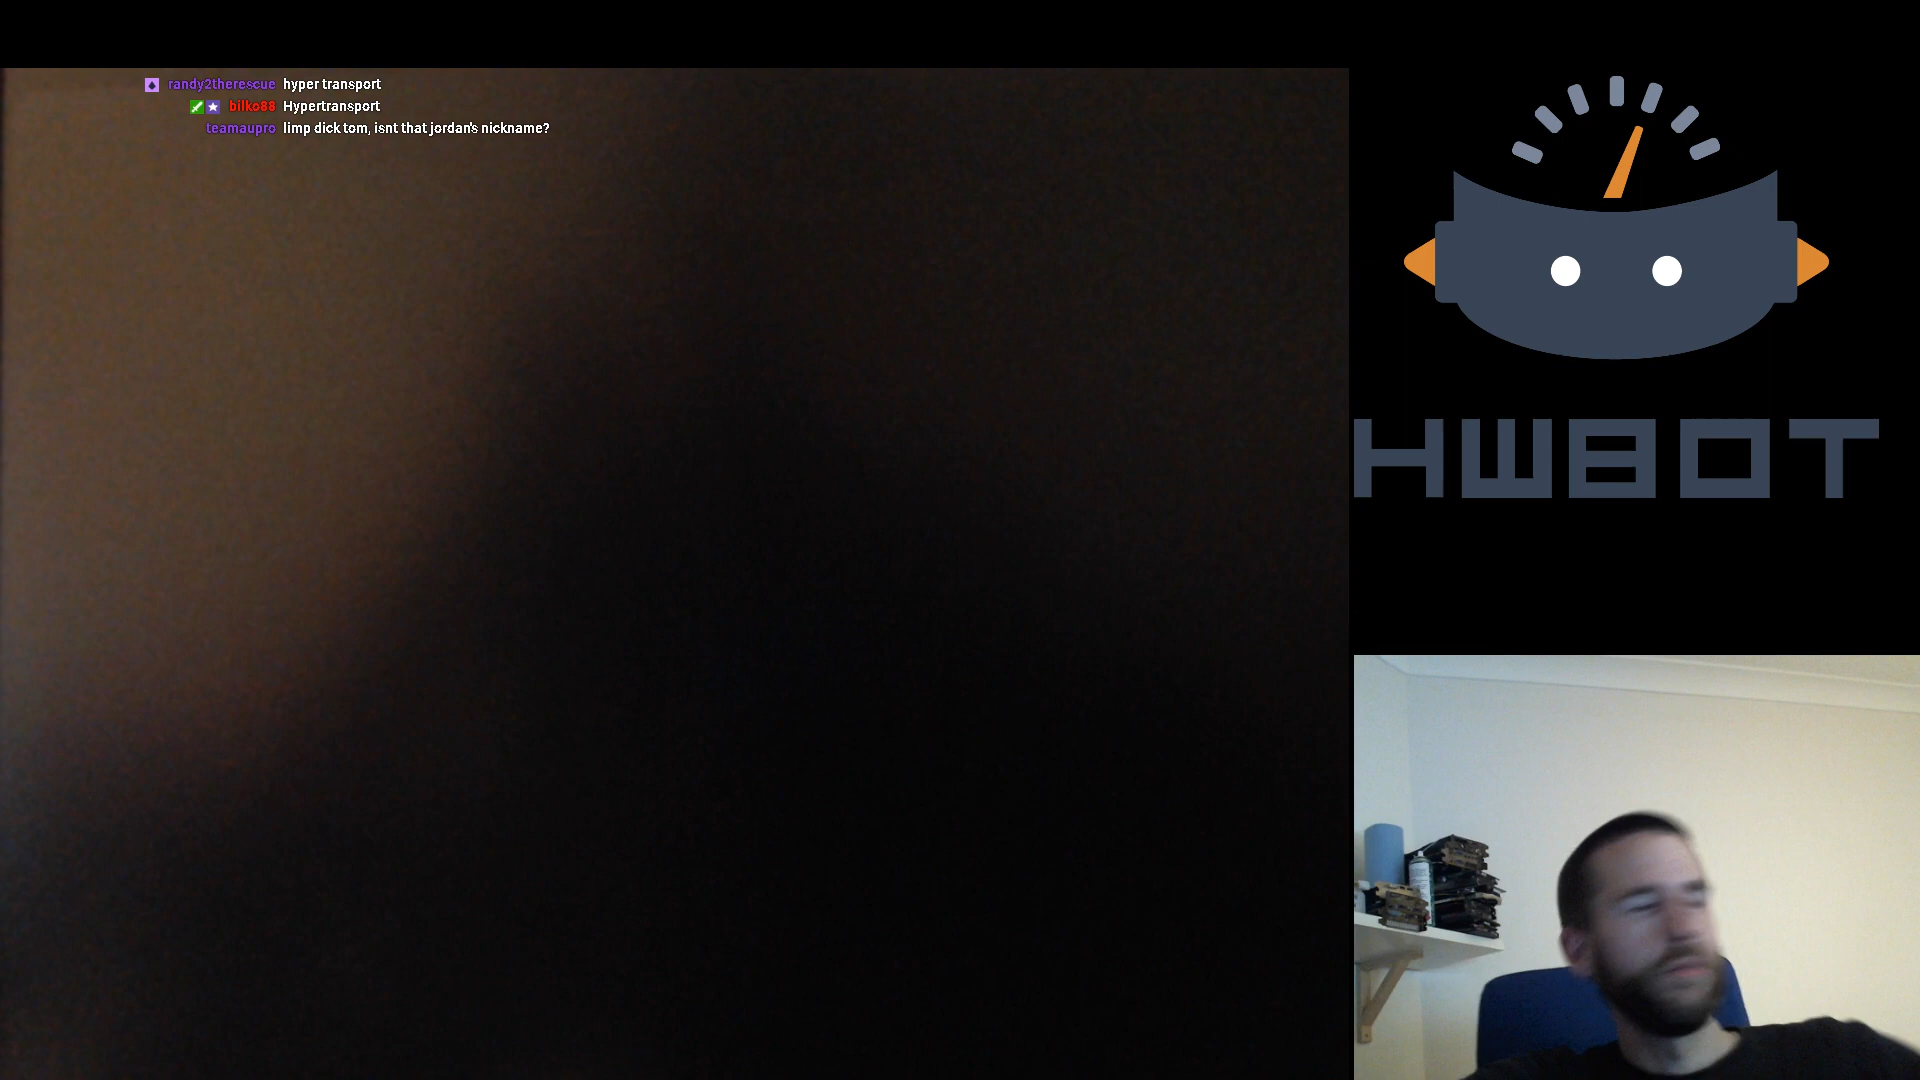 randy2therescue hyper transport
bilko88 Hypertransport
teamaupro limp dick tom, isnt that jordan's nickname?
HWBOT